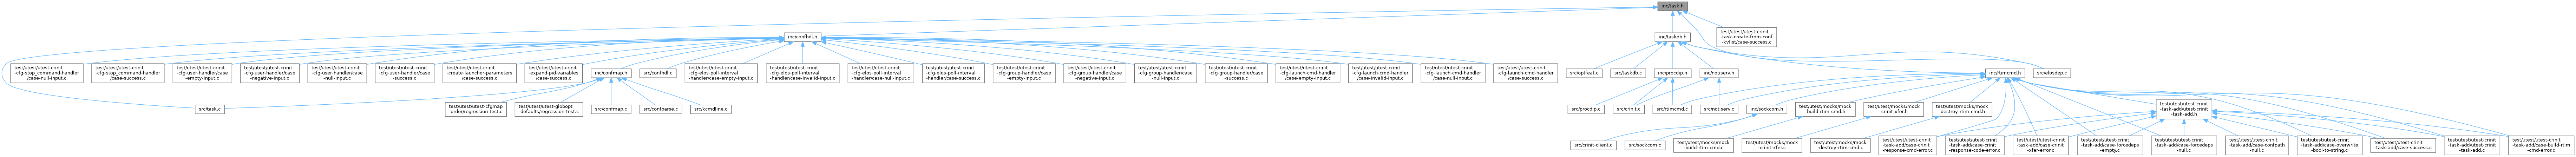 inc/task.h
inc/confhdl.h
inc/taskdb.h
test/utest/utest-crinit
-task-create-from-conf
-kvlist/case-success.c
test/utest/utest-crinit
-cfg-stop_command-handler
/case-null-input.c
test/utest/utest-crinit
-cfg-stop_command-handler
/case-success.c
test/utest/utest-crinit
-cfg-user-handler/case
-empty-input.c
test/utest/utest-crinit
-cfg-user-handler/case
-negative-input.c
test/utest/utest-crinit
-cfg-user-handler/case
-null-input.c
test/utest/utest-crinit
-cfg-user-handler/case
-success.c
test/utest/utest-crinit
-create-launcher-parameters
/case-success.c
test/utest/utest-crinit
-expand-pid-variables
/case-success.c
inc/confmap.h
src/confhdl.c
test/utest/utest-crinit
-cfg-elos-poll-interval
-handler/case-empty-input.c
test/utest/utest-crinit
-cfg-elos-poll-interval
-handler/case-invalid-input.c
test/utest/utest-crinit
-cfg-elos-poll-interval
-handler/case-null-input.c
test/utest/utest-crinit
-cfg-elos-poll-interval
-handler/case-success.c
test/utest/utest-crinit
-cfg-group-handler/case
-empty-input.c
test/utest/utest-crinit
-cfg-group-handler/case
-negative-input.c
test/utest/utest-crinit
-cfg-group-handler/case
-null-input.c
test/utest/utest-crinit
-cfg-group-handler/case
-success.c
test/utest/utest-crinit
-cfg-launch-cmd-handler
/case-empty-input.c
test/utest/utest-crinit
-cfg-launch-cmd-handler
/case-invalid-input.c
test/utest/utest-crinit
-cfg-launch-cmd-handler
/case-null-input.c
test/utest/utest-crinit
-cfg-launch-cmd-handler
/case-success.c
src/optfeat.c
src/taskdb.c
inc/procdip.h
inc/notiserv.h
inc/rtimcmd.h
src/elosdep.c
src/task.c
test/utest/utest-cfgmap
-order/regression-test.c
test/utest/utest-globopt
-defaults/regression-test.c
src/confmap.c
src/confparse.c
src/kcmdline.c
src/procdip.c
src/crinit.c
src/rtimcmd.c
src/notiserv.c
inc/sockcom.h
test/utest/mocks/mock
-build-rtim-cmd.h
test/utest/mocks/mock
-crinit-xfer.h
test/utest/mocks/mock
-destroy-rtim-cmd.h
test/utest/utest-crinit
-task-add/utest-crinit
-task-add.h
src/crinit-client.c
src/sockcom.c
test/utest/mocks/mock
-build-rtim-cmd.c
test/utest/mocks/mock
-crinit-xfer.c
test/utest/mocks/mock
-destroy-rtim-cmd.c
test/utest/utest-crinit
-task-add/case-crinit
-response-cmd-error.c
test/utest/utest-crinit
-task-add/case-crinit
-response-code-error.c
test/utest/utest-crinit
-task-add/case-crinit
-xfer-error.c
test/utest/utest-crinit
-task-add/case-forcedeps
-empty.c
test/utest/utest-crinit
-task-add/case-forcedeps
-null.c
test/utest/utest-crinit
-task-add/case-confpath
-null.c
test/utest/utest-crinit
-task-add/case-overwrite
-bool-to-string.c
test/utest/utest-crinit
-task-add/case-success.c
test/utest/utest-crinit
-task-add/utest-crinit
-task-add.c
test/utest/utest-crinit
-task-add/case-build-rtim
-cmd-error.c